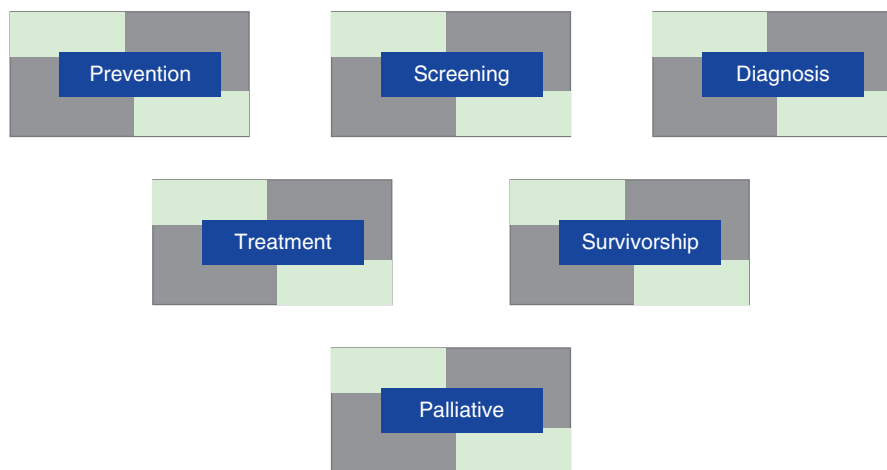 Prevention
Screening
Diagnosis
Treatment
Survivorship
Palliative